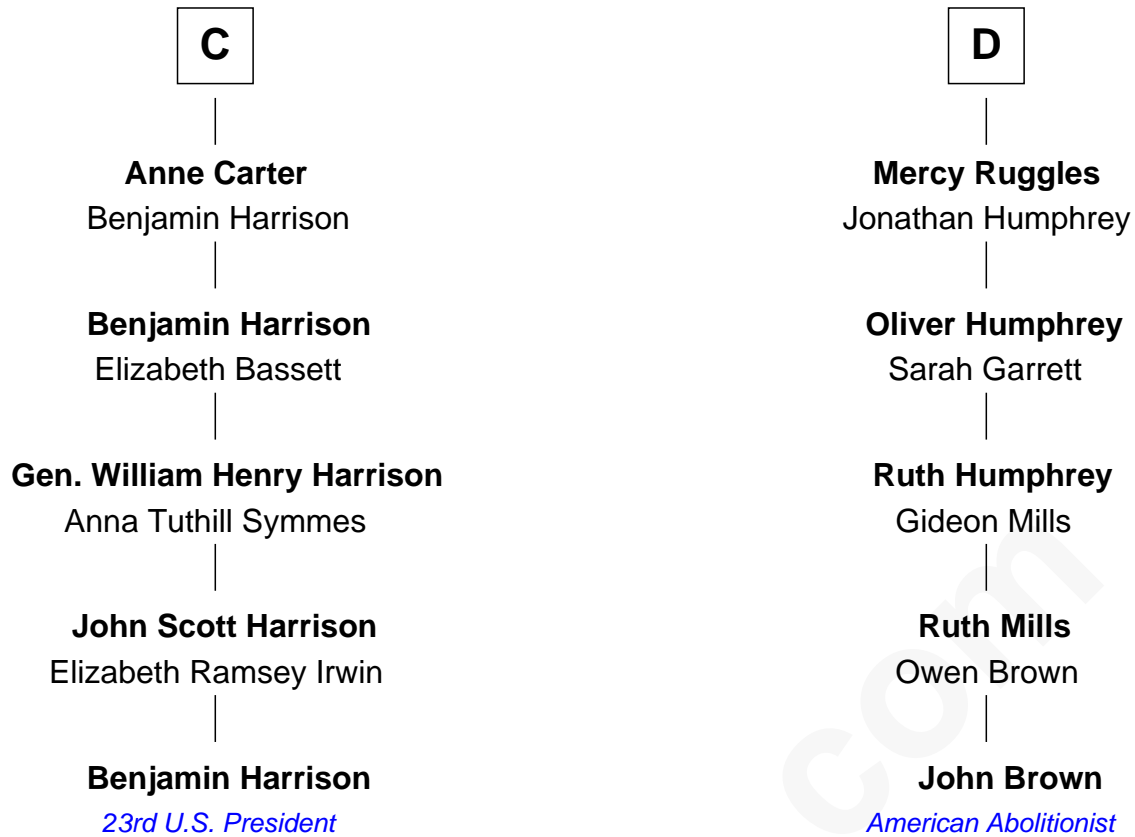 C
Anne Carter
Benjamin Harrison
Benjamin Harrison
Elizabeth Bassett
Gen. William Henry Harrison
Anna Tuthill Symmes
John Scott Harrison
Elizabeth Ramsey Irwin
Benjamin Harrison
23rd U.S. President
D
Mercy Ruggles
Jonathan Humphrey
Oliver Humphrey
Sarah Garrett
Ruth Humphrey
Gideon Mills
Ruth Mills
Owen Brown
John Brown
American Abolitionist
com